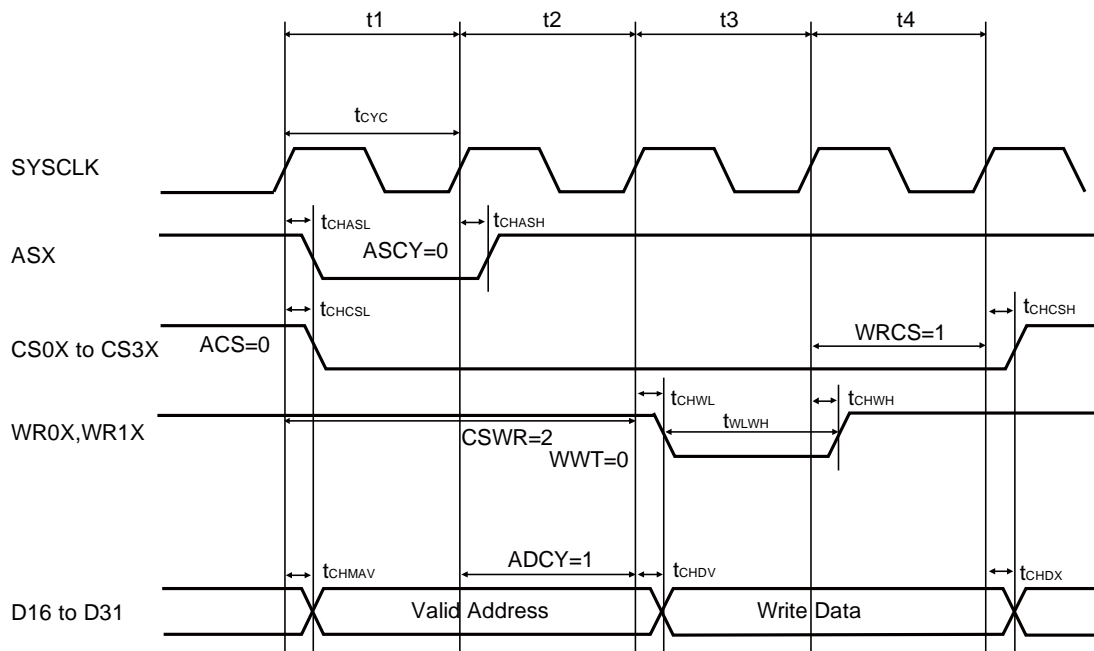 t1 t2 t3 t4
tCYC
SYSCLK
tCHASL tCHASH
ASX ASCY=0
tCHCSL tCHCSH
CS0X to CS3X ACS=0 WRCS=1
tCHWL tCHWH
WR0X,WR1X tWLWH
CSWR=2
WWT=0
ADCY=1
tCHMAV tCHDV tCHDX
D16 to D31 Valid Address Write Data